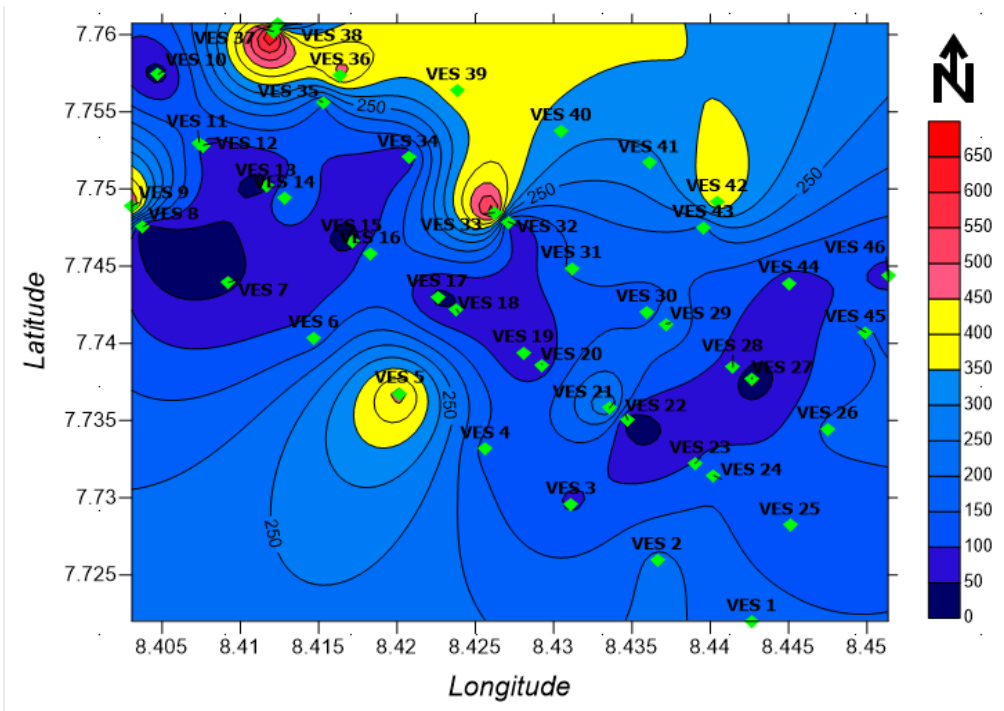 7.76
7.755
7.75
7.745
7.74
7.735
7.73
7.725
Latitude
VES 37
VES 38
VES 10
VES 36
VES 39
VES 35
250
VES 11
VES 12
VES 34
VES 40
VES 41
VES 13
VES 14
250
250
VES 42
VES 9
VES 8
VES 33
VES 32
VES 43
VES 15
VES 16
VES 31
VES 46
VES 7
VES 17
VES 18
VES 44
VES 30
VES 29
VES 45
VES 6
VES 19
VES 20
VES 28
VES 27
VES 5
250
VES 21
VES 22
VES 26
VES 4
VES 23
VES 24
VES 3
VES 25
250
VES 2
VES 1
8.405
8.41
8.415
8.42
8.425
8.43
8.435
8.44
8.445
8.45
Longitude
N
650
600
550
500
450
400
350
300
250
200
150
100
50
0